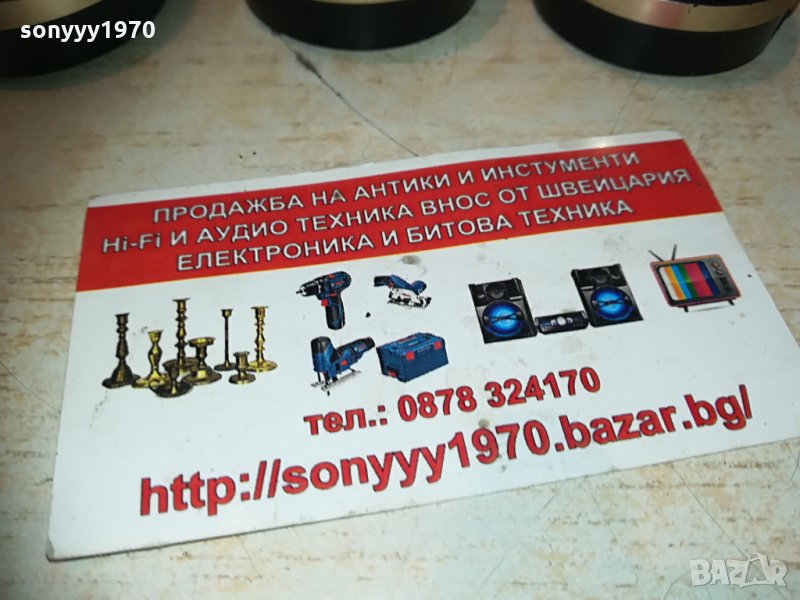 sonyyy1970
ПРОДАЖБА НА АНТИКИ И ИНСТУМЕНТИ
Hi-Fi И АУДИО ТЕХНИКА ВНОС ОТ ШВЕЙЦАРИЯ
ЕЛЕКТРОНИКА И БИТОВА ТЕХНИКА
тел.: 0878 324170
http://sonyyy1970.bazar.bg/
BAZAR